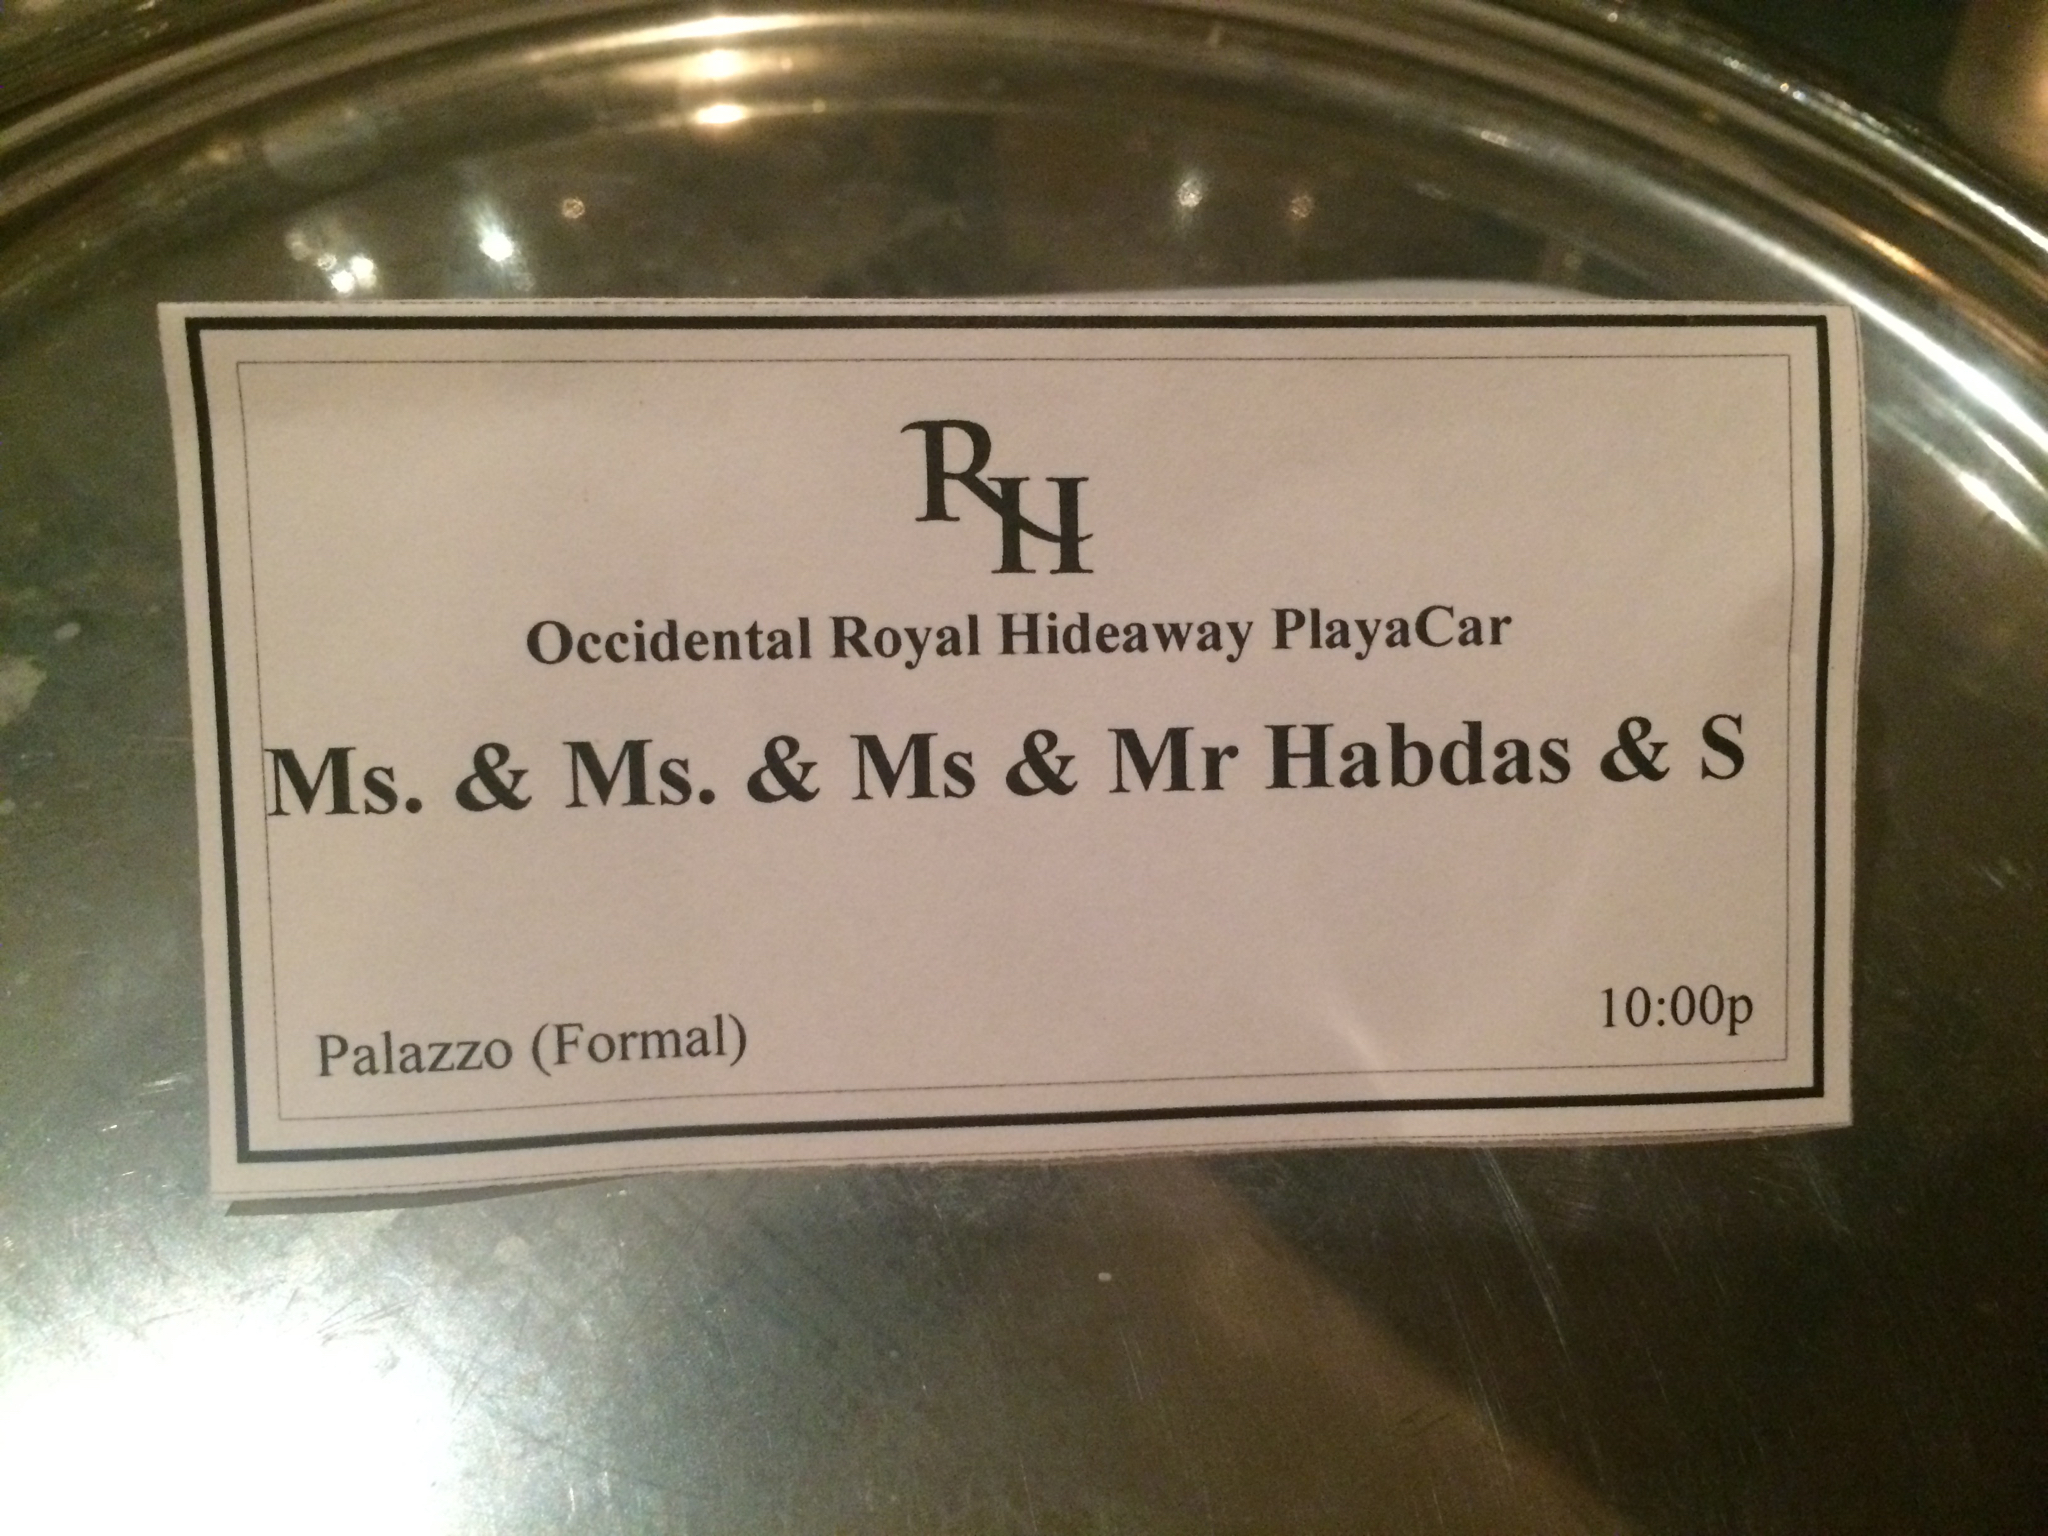 RH
Occidental Royal Hideaway PlayaCar
Ms. & Ms. & Ms & Mr Habdas & S
Palazzo (Formal) 10:00p